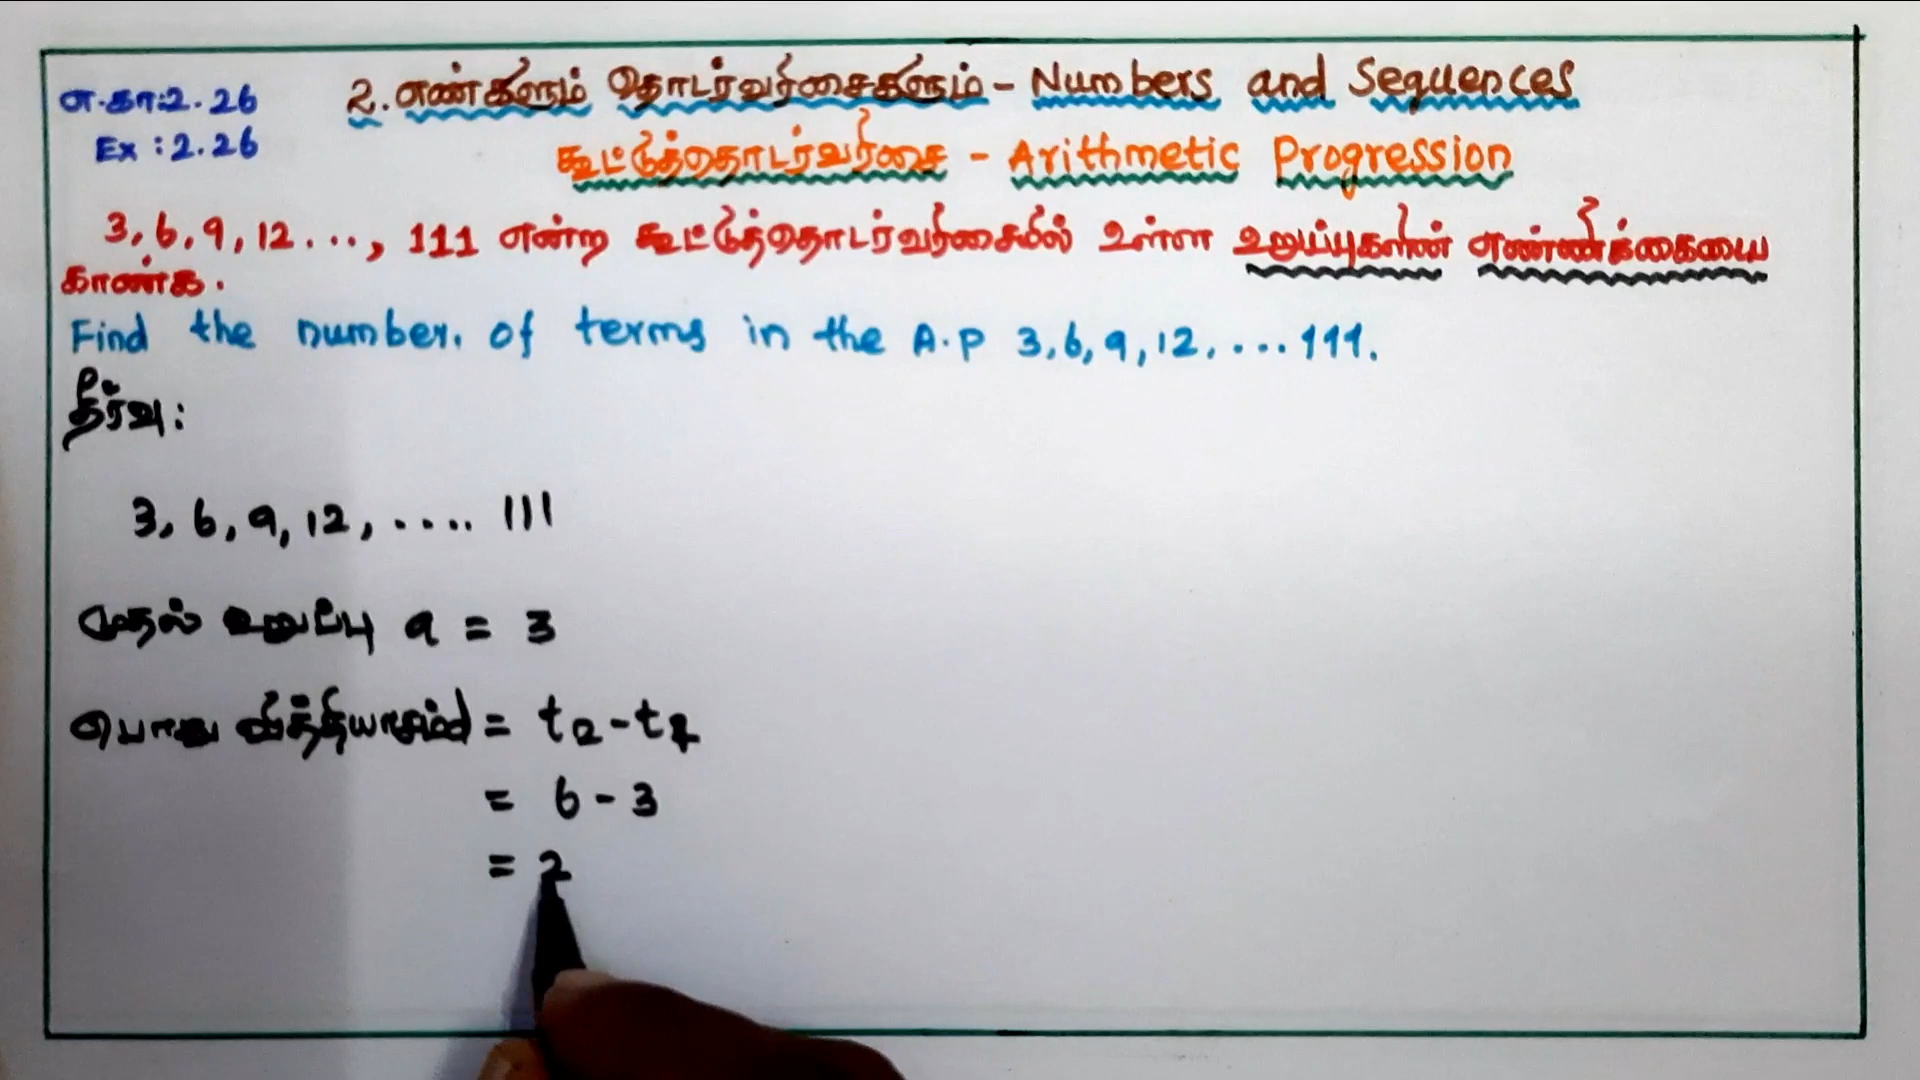 எ.கா:2.26
Ex : 2.26
2. எண்களும் தொடர்வரிசைகளும் - Numbers and Sequences
கூட்டுத்தொடர்வரிசை - Arithmetic Progression
3, 6, 9, 12 ..., 111 என்ற கூட்டுத்தொடர்வரிசையில் உள்ள உறுப்புகளின் எண்ணிக்கையை
காண்க.
Find the number. of terms in the A.P 3, 6, 9, 12, ... 111.
தீர்வு :
3, 6, 9, 12, .... 111
முதல் உறுப்பு a = 3
பொது வித்தியாசம் d = t2 - t1
= 6 - 3
= 2